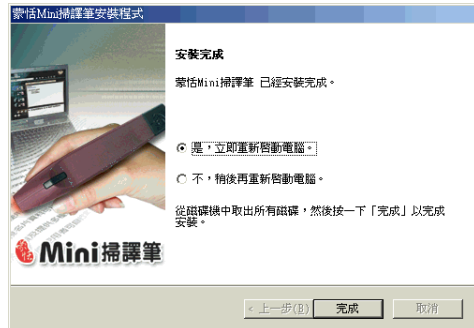 蒙恬Mini掃譯筆安裝程式
安裝完成
蒙恬Mini掃譯筆 已經安裝完成。
是，立即重新啟動電腦。
不，稍後再重新啟動電腦。
從磁碟機中取出所有磁碟，然後按一下「完成」以完成
安裝。
蒙恬 Mini掃譯筆
< 上一步(B)
完成
取消